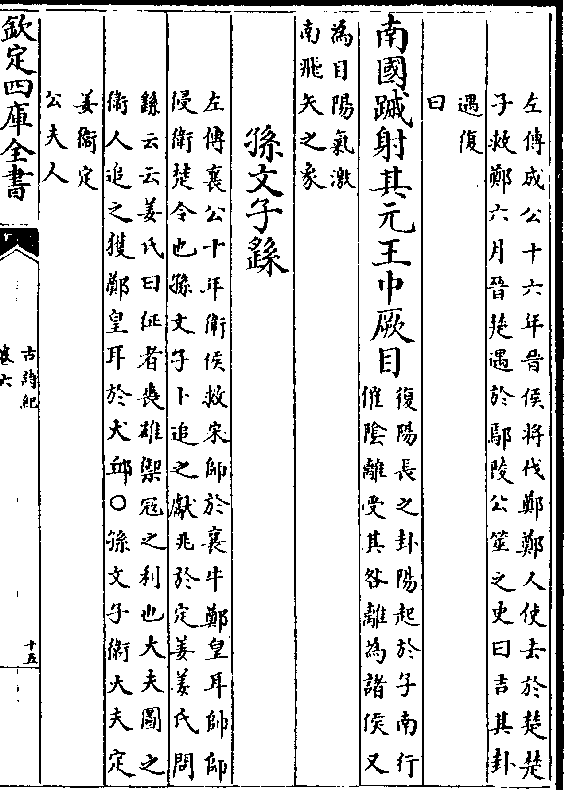 左傳成公十六年晉侯將伐鄭鄭人使告於楚楚
子救鄭六月晉楚遇於鄢陵公筮之史曰吉其卦
遇復
曰
南國蹙射其元王中厥目
復陽長之卦陽起於子南行
催陰離受其咎離為諸侯又
為目陽氣激
南飛矢之象
孫文子繇
左傳襄公十年衛侯救宋師於襄牛鄭皇耳帥師
侵衛楚令也孫文子卜追之獻兆於定姜姜氏問
繇云云姜氏曰征者喪雄禦寇之利也大夫圖之
衛人追之獲鄭皇耳於犬邱○孫文子衛大夫定
姜衛定
公夫人
欽定四庫全書
古詩紀
卷六
十五